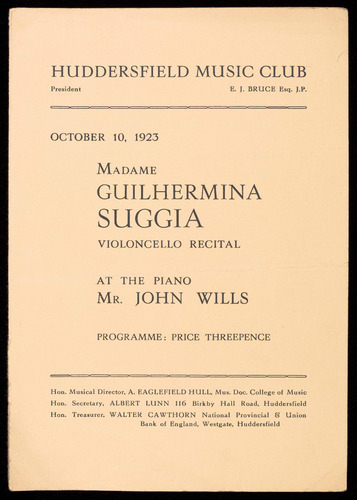 HUDDERSFIELD MUSIC CLUB
President E. J. BRUCE Esq. J.P.
OCTOBER 10, 1923
MADAME
GUILHERMINA
SUGGIA
VIOLONCELLO RECITAL
AT THE PIANO
MR. JOHN WILLS
PROGRAMME: PRICE THREEPENCE
Hon. Musical Director, A. EAGLEFIELD HULL, Mus. Doc. College of Music
Hon. Secretary, ALBERT LUNN 116 Birkby Hall Road, Huddersfield
Hon. Treasurer, WALTER CAWTHORN National Provincial & Union
Bank of England, Westgate, Huddersfield